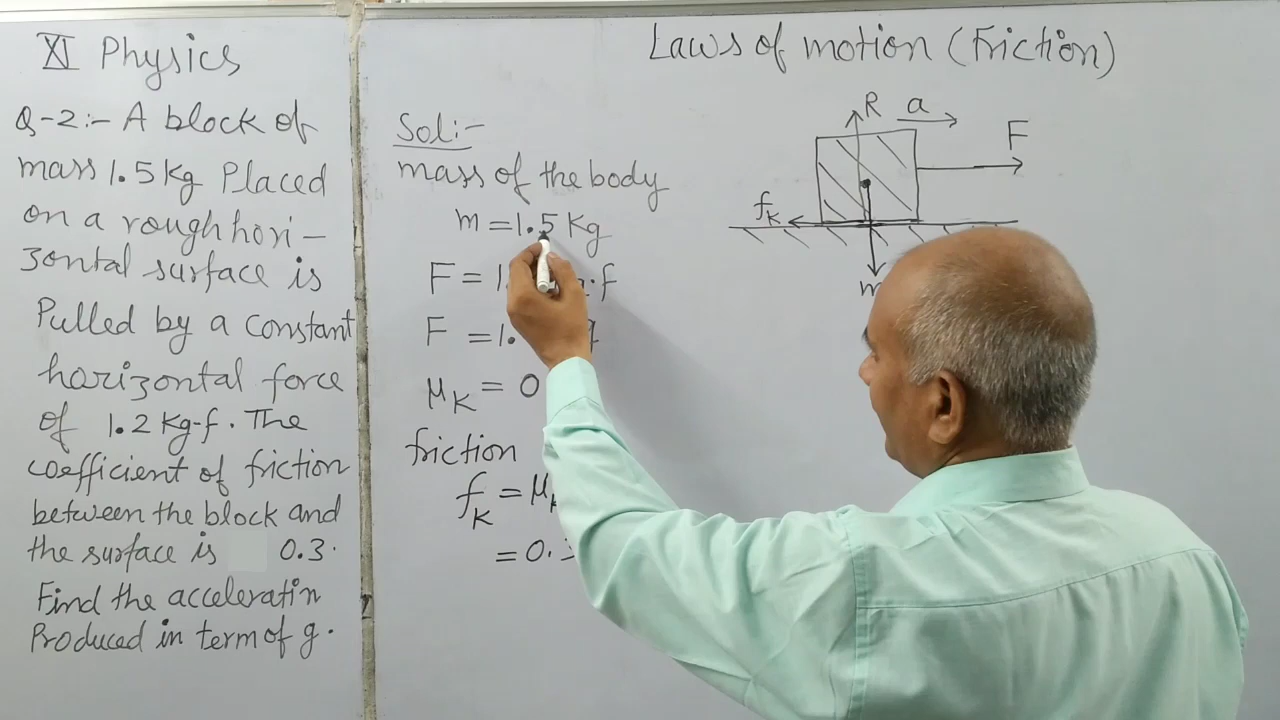 XI Physics
Laws of motion (Friction)
Q-2:- A block of
mass 1.5 Kg Placed
on a rough hori-
zontal surface is
Pulled by a constant
horizontal force
of 1.2 Kg-f. The
coefficient of friction
between the block and
the surface is 0.3.
Find the acceleratin
Produced in term of g.
Sol:-
mass of the body
m = 1.5 Kg
F = 1.
F = 1.
μK = 0
friction
fK = μK
= 0.
R
a
F
fK